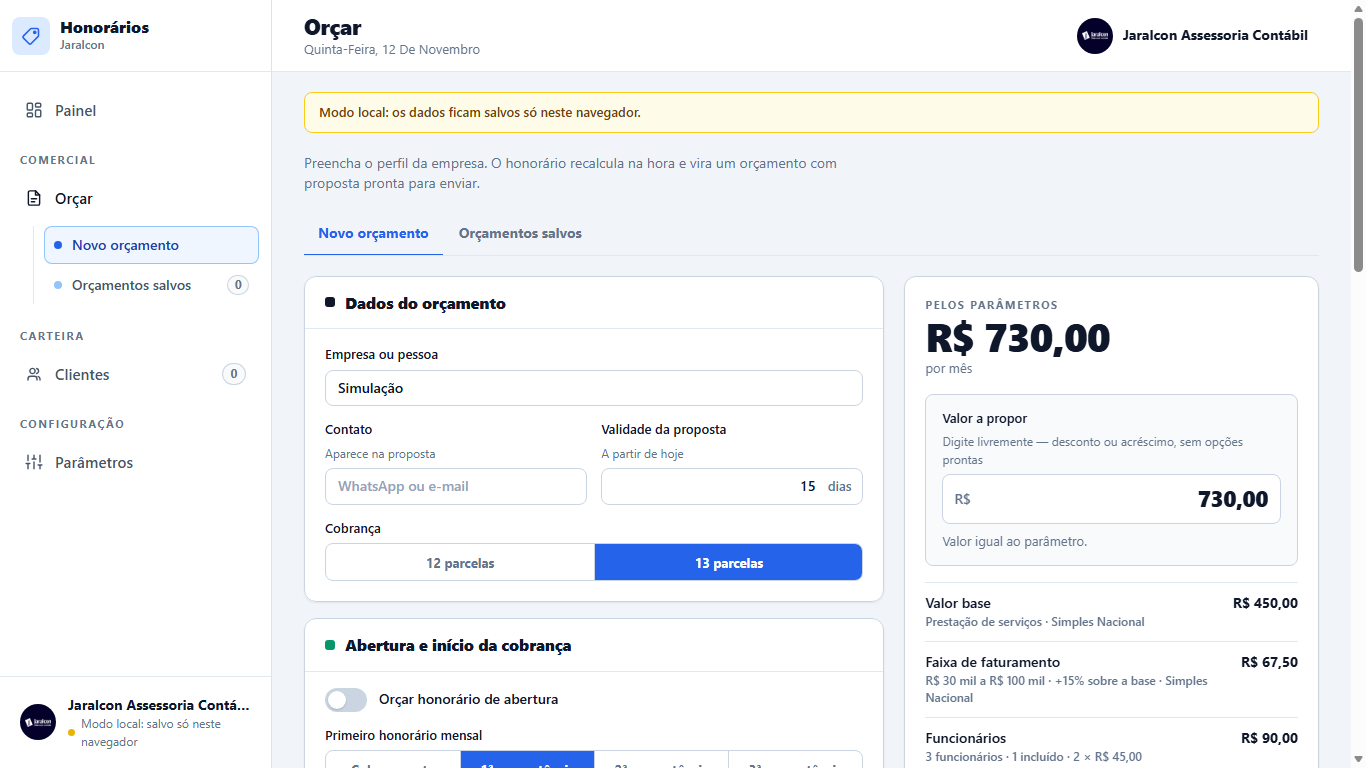 Honorários
Jaralcon
Painel
COMERCIAL
Orçar
Novo orçamento
Orçamentos salvos
0
CARTEIRA
Clientes
0
CONFIGURAÇÃO
Parâmetros
Jaralcon Assessoria Contá...
Modo local: salvo só neste
navegador
Orçar
Quinta-Feira, 12 De Novembro
Jaralcon
Jaralcon Assessoria Contábil
Modo local: os dados ficam salvos só neste navegador.
Preencha o perfil da empresa. O honorário recalcula na hora e vira um orçamento com
proposta pronta para enviar.
Novo orçamento
Orçamentos salvos
Dados do orçamento
Empresa ou pessoa
Simulação
Contato
Aparece na proposta
WhatsApp ou e-mail
Validade da proposta
A partir de hoje
15 dias
Cobrança
12 parcelas
13 parcelas
Abertura e início da cobrança
Orçar honorário de abertura
Primeiro honorário mensal
PELOS PARÂMETROS
R$ 730,00
por mês
Valor a propor
Digite livremente — desconto ou acréscimo, sem opções
prontas
R$ 730,00
Valor igual ao parâmetro.
Valor base R$ 450,00
Prestação de serviços · Simples Nacional
Faixa de faturamento R$ 67,50
R$ 30 mil a R$ 100 mil · +15% sobre a base · Simples
Nacional
Funcionários R$ 90,00
3 funcionários · 1 incluído · 2 × R$ 45,00